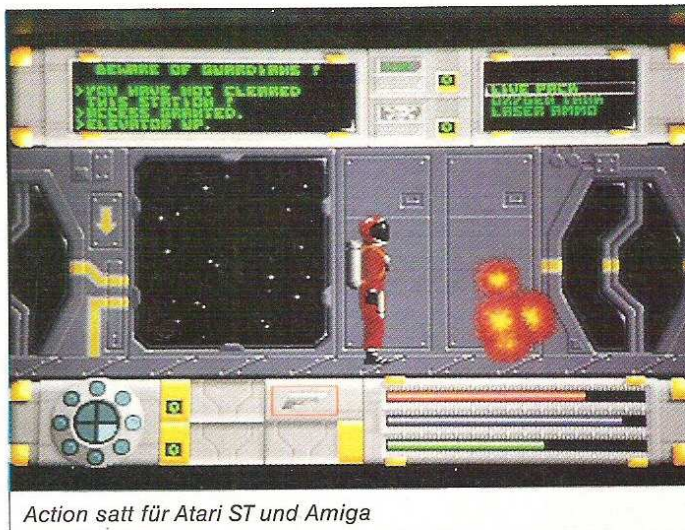 BEWARE OF GUARDIANS !
>YOU HAVE NOT CLEARED
THIS STATION !
>ACCESS GRANTED.
ELEVATOR UP.
LIVE PACK
OXYGEN TANK
LASER AMMO
Action satt für Atari ST und Amiga